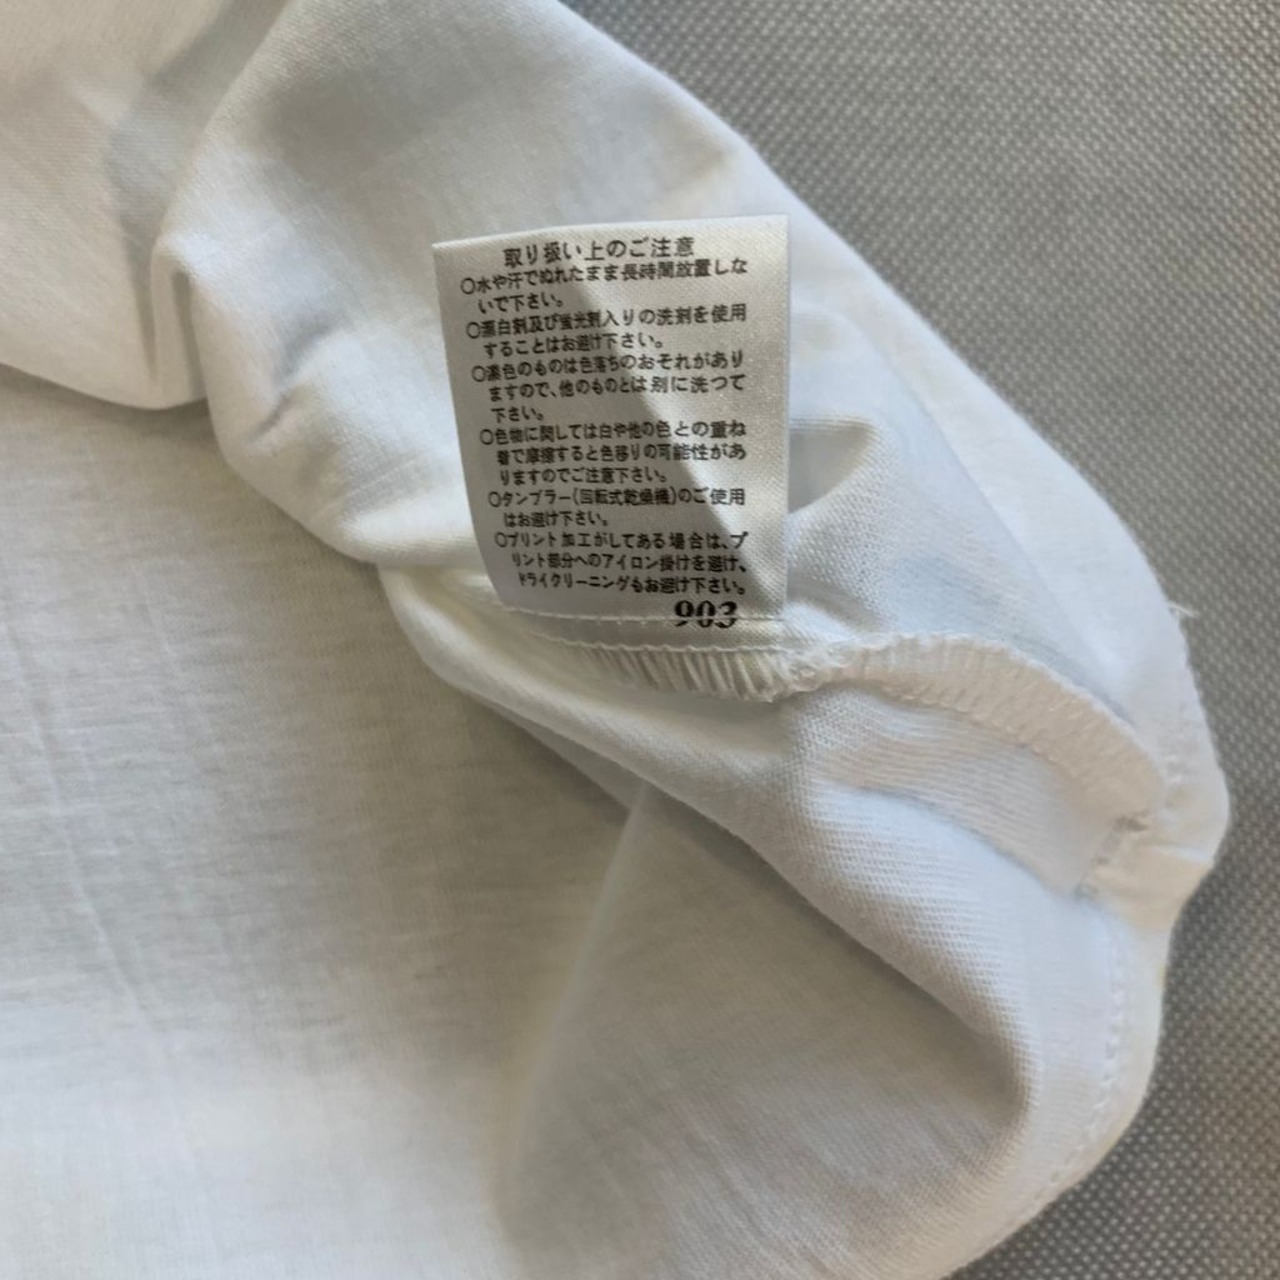 取り扱い上のご注意
○水や汗でぬれたまま長時間放置しな
いで下さい。
○漂白剤及び蛍光剤入りの洗剤を使用
することはお避け下さい。
○濃色のものは色落ちのおそれがあり
ますので、他のものとは別に洗って
下さい。
○色物に関しては白や他の色との重ね
着で摩擦すると色移りの可能性があ
りますのでご注意下さい。
○タンブラー(回転式乾燥機)のご使用
はお避け下さい。
○プリント加工がしてある場合は、プ
リント部分へのアイロン掛けを避け、
ドライクリーニングもお避け下さい。
903